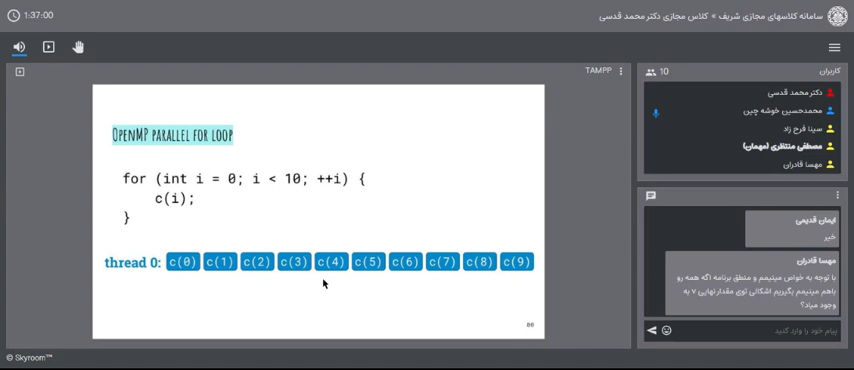 1:37:00
سامانه کلاسهای مجازی شریف » کلاس مجازی دکتر محمد قدسی
TAMPP
OpenMP parallel for loop
for (int i = 0; i < 10; ++i) {
c(i);
}
thread 0: c(0) c(1) c(2) c(3) c(4) c(5) c(6) c(7) c(8) c(9)
86
کاربران
10
دکتر محمد قدسی
محمدحسین خوشه چین
سینا فرح زاد
مصطفی منتظری (مهمان)
مهسا قادران
ایمان قدیمی
خیر
مهسا قادران
با توجه به خواص مینیمم و منطق برنامه اگه همه رو
باهم مینیمم بگیریم اشکالی توی مقدار نهایی v به
وجود میاد؟
پیام خود را وارد کنید
© Skyroom™